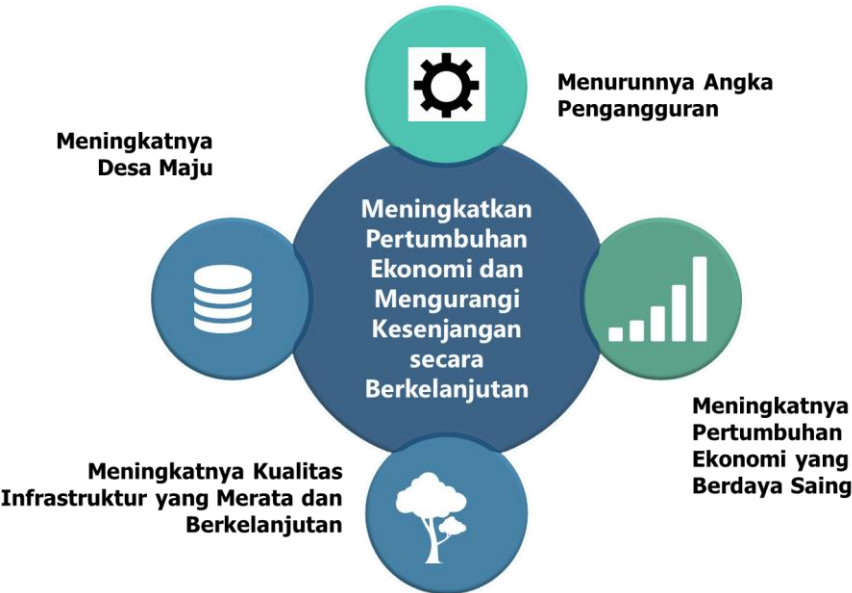 Menurunnya Angka
Pengangguran
Meningkatnya
Desa Maju
Meningkatkan
Pertumbuhan
Ekonomi dan
Mengurangi
Kesenjangan
secara
Berkelanjutan
Meningkatnya
Pertumbuhan
Ekonomi yang
Berdaya Saing
Meningkatnya Kualitas
Infrastruktur yang Merata dan
Berkelanjutan